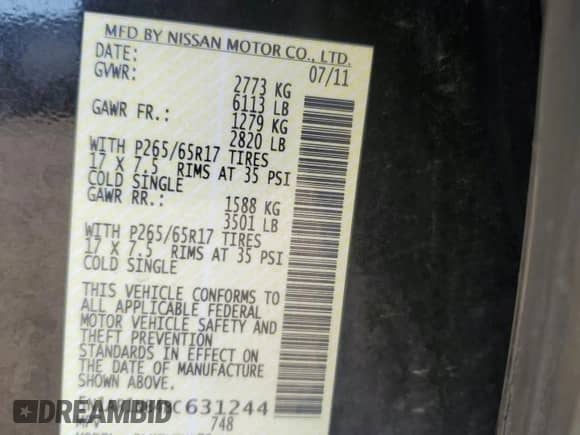 MFD BY NISSAN MOTOR CO., LTD.
DATE: 07/11
GVWR: 2773 KG
6113 LB
GAWR FR.: 1279 KG
2820 LB
WITH P265/65R17 TIRES
17 X 7.5 RIMS AT 35 PSI
COLD SINGLE
GAWR RR.: 1588 KG
3501 LB
WITH P265/65R17 TIRES
17 X 7.5 RIMS AT 35 PSI
COLD SINGLE
THIS VEHICLE CONFORMS TO
ALL APPLICABLE FEDERAL
MOTOR VEHICLE SAFETY AND
THEFT PREVENTION
STANDARDS IN EFFECT ON
THE DATE OF MANUFACTURE
SHOWN ABOVE.
631244
748
DREAMBID